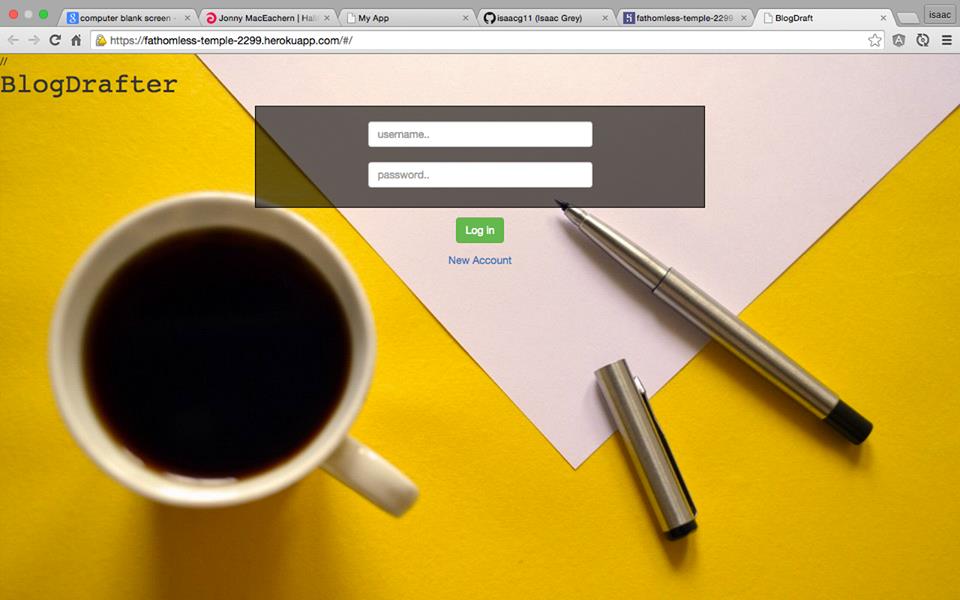 computer blank screen -
Jonny MacEachern | Hall
My App
isaacg11 (Isaac Grey)
fathomless-temple-2299
BlogDraft
isaac
https://fathomless-temple-2299.herokuapp.com/#/
//
BlogDrafter
username..
password..
Log in
New Account